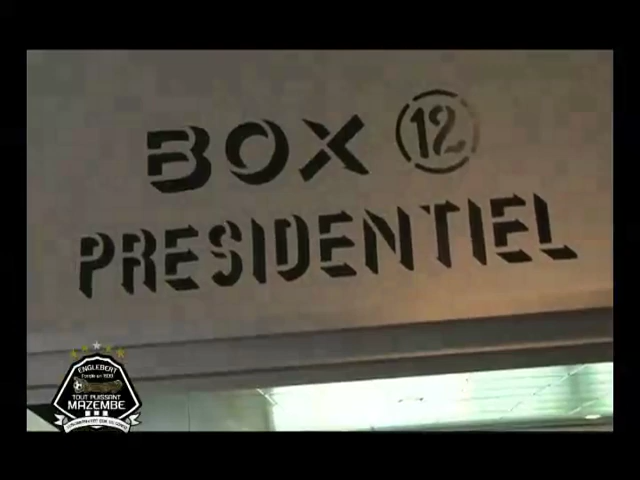 BOX 12
PRESIDENTIEL
ENGLEBERT
TOUT PUISSANT
MAZEMBE